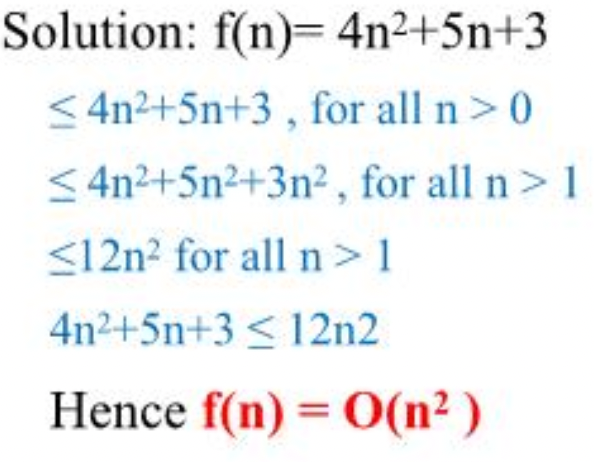 Solution: f(n)= 4n²+5n+3
≤ 4n²+5n+3 , for all n > 0
≤ 4n²+5n²+3n² , for all n > 1
≤12n² for all n > 1
4n²+5n+3 ≤ 12n2
Hence f(n) = O(n² )